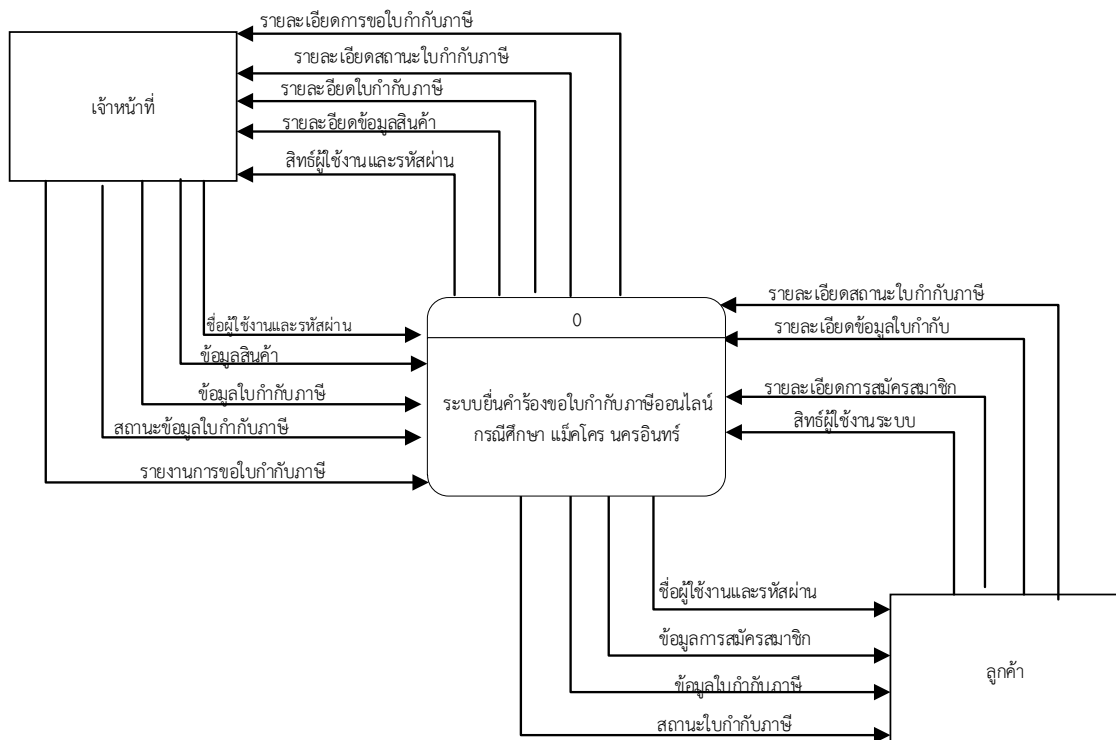 รายละเอียดการขอใบกำกับภาษี
รายละเอียดสถานะใบกำกับภาษี
รายละอียดใบกำกับภาษี
รายละอียดข้อมูลสินค้า
สิทธ์ผู้ใช้งานและรหัสผ่าน
เจ้าหน้าที่
ชื่อผู้ใช้งานและรหัสผ่าน
ข้อมูลสินค้า
ข้อมูลใบกำกับภาษี
สถานะข้อมูลใบกำกับภาษี
รายงานการขอใบกำกับภาษี
0
ระบบยื่นคำร้องขอใบกำกับภาษีออนไลน์
กรณีศึกษา แม็คโคร นครอินทร์
รายละเอียดสถานะใบกำกับภาษี
รายละเอียดข้อมูลใบกำกับ
รายละเอียดการสมัครสมาชิก
สิทธ์ผู้ใช้งานระบบ
ชื่อผู้ใช้งานและรหัสผ่าน
ข้อมูลการสมัครสมาชิก
ข้อมูลใบกำกับภาษี
สถานะใบกำกับภาษี
ลูกค้า